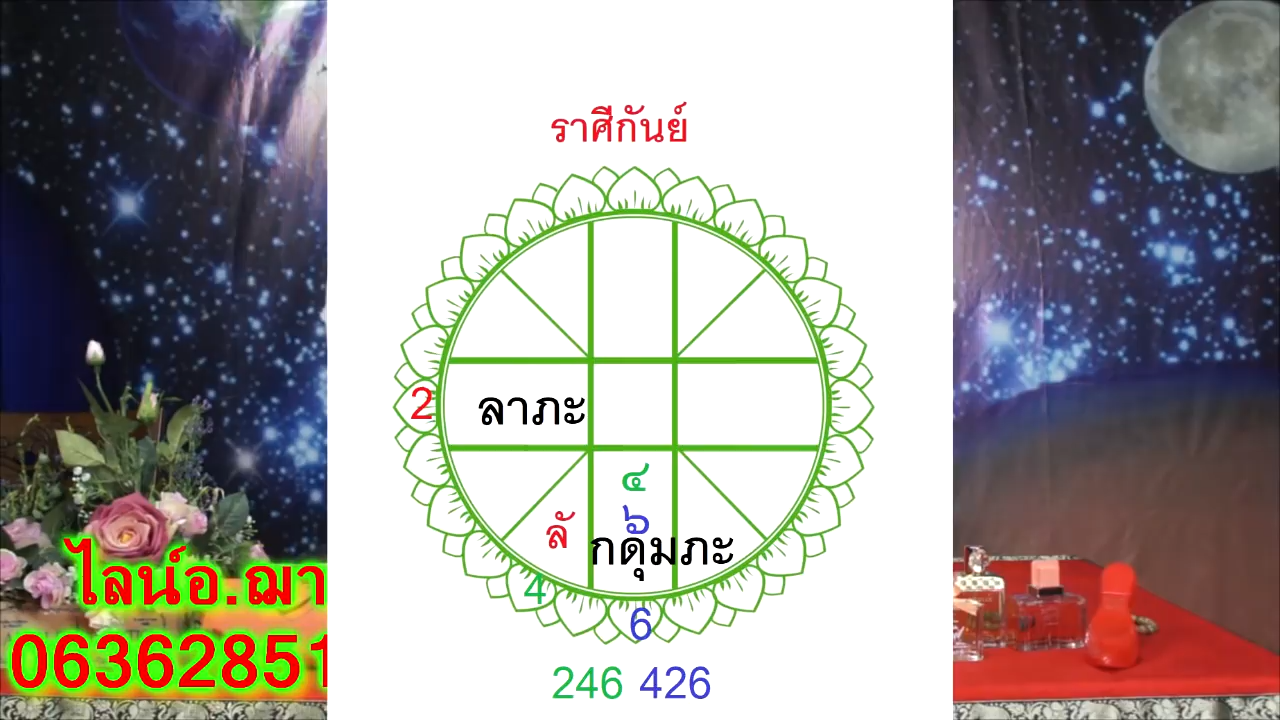 ราศีกันย์
2
ลาภะ
๔
๖
ลั
กดุมภะ
4
6
246 426
ไลน์อ.ฌา
06362851